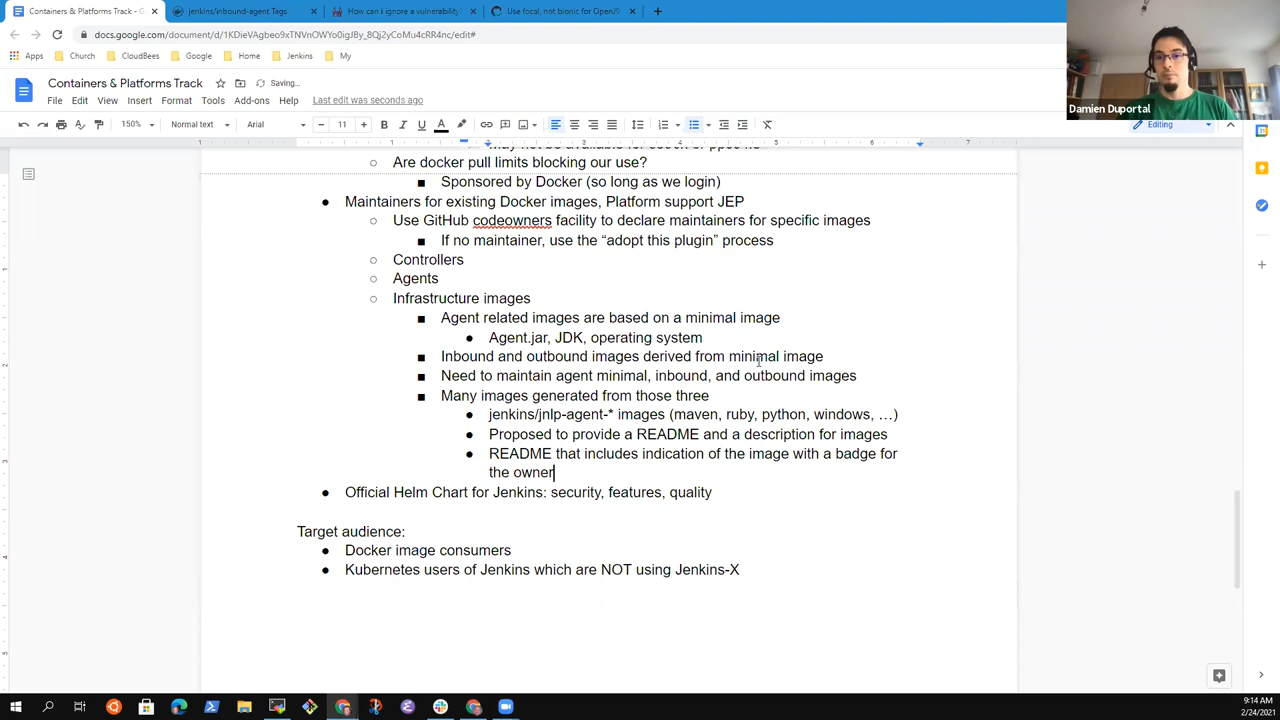 Containers & Platforms Track - G
jenkins/inbound-agent Tags
How can i ignore a vulnerability
Use focal, not bionic for OpenJ
docs.google.com/document/d/1KDieVAgbeo9xTNVnOWYo0igJ8y_8Qj2yCoMu4cRR4nc/edit#
Apps
Church
CloudBees
Google
Home
Jenkins
My
Containers & Platforms Track
Saving...
File Edit View Insert Format Tools Add-ons Help Last edit was seconds ago
150% Normal text Arial 11
Editing
Damien Duportal
○ Are docker pull limits blocking our use?
■ Sponsored by Docker (so long as we login)
● Maintainers for existing Docker images, Platform support JEP
○ Use GitHub codeowners facility to declare maintainers for specific images
■ If no maintainer, use the “adopt this plugin” process
○ Controllers
○ Agents
○ Infrastructure images
■ Agent related images are based on a minimal image
● Agent.jar, JDK, operating system
■ Inbound and outbound images derived from minimal image
■ Need to maintain agent minimal, inbound, and outbound images
■ Many images generated from those three
● jenkins/jnlp-agent-* images (maven, ruby, python, windows, …)
● Proposed to provide a README and a description for images
● README that includes indication of the image with a badge for
the owner
● Official Helm Chart for Jenkins: security, features, quality
Target audience:
● Docker image consumers
● Kubernetes users of Jenkins which are NOT using Jenkins-X
9:14 AM
2/24/2021